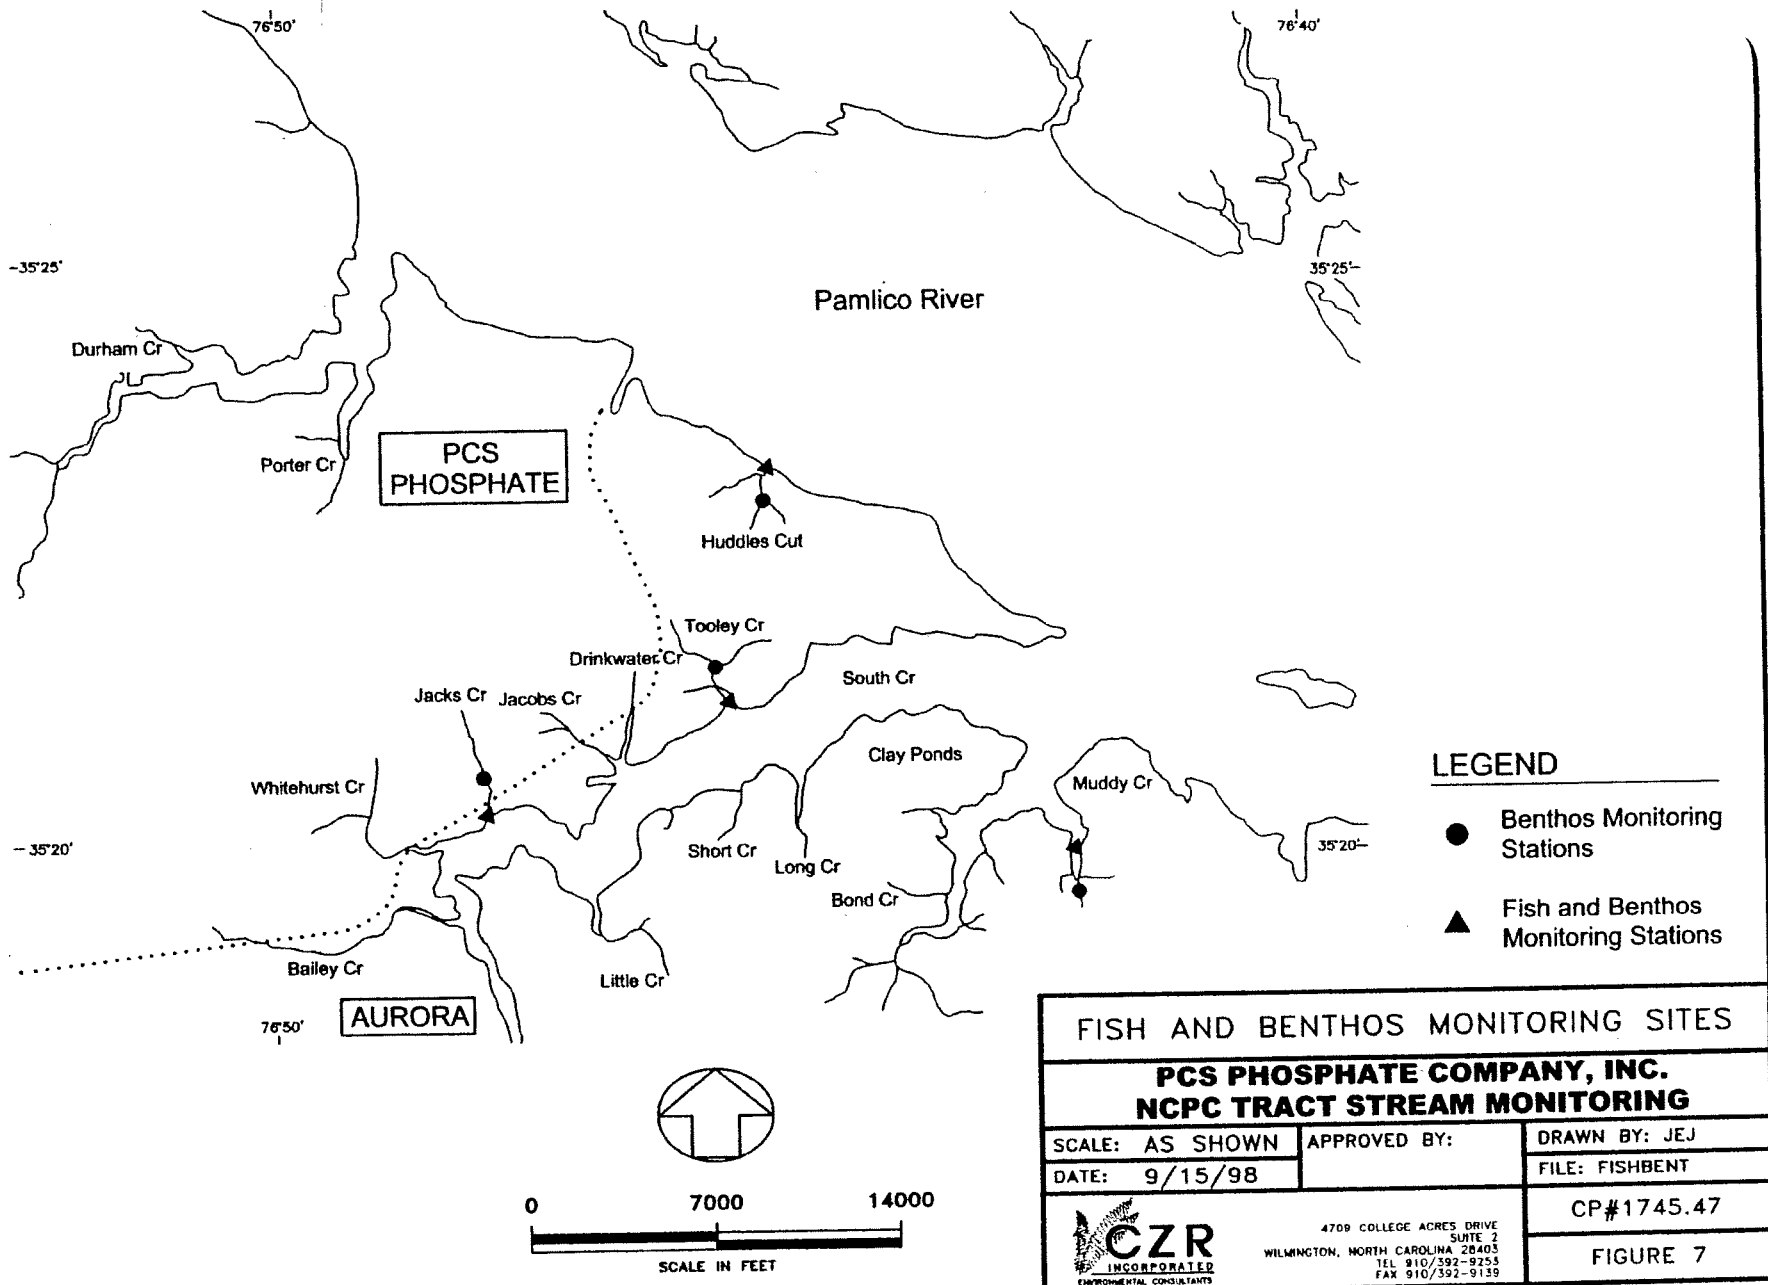 76°50'
76°40'
-35°25'
35°25'-
Pamlico River
Durham Cr
Porter Cr
PCS
PHOSPHATE
Huddles Cut
Tooley Cr
Drinkwater Cr
South Cr
Jacks Cr
Jacobs Cr
Clay Ponds
Muddy Cr
Whitehurst Cr
-35°20'
35°20'-
Short Cr
Long Cr
Bond Cr
Bailey Cr
Little Cr
76°50'
AURORA
LEGEND
Benthos Monitoring
Stations
Fish and Benthos
Monitoring Stations
0 7000 14000
SCALE IN FEET
FISH AND BENTHOS MONITORING SITES
PCS PHOSPHATE COMPANY, INC.
NCPC TRACT STREAM MONITORING
SCALE: AS SHOWN
APPROVED BY:
DRAWN BY: JEJ
DATE: 9/15/98
FILE: FISHBENT
CZR
INCORPORATED
ENVIRONMENTAL CONSULTANTS
4709 COLLEGE ACRES DRIVE
SUITE 2
WILMINGTON, NORTH CAROLINA 28403
TEL 910/392-9253
FAX 910/392-9139
CP#1745.47
FIGURE 7